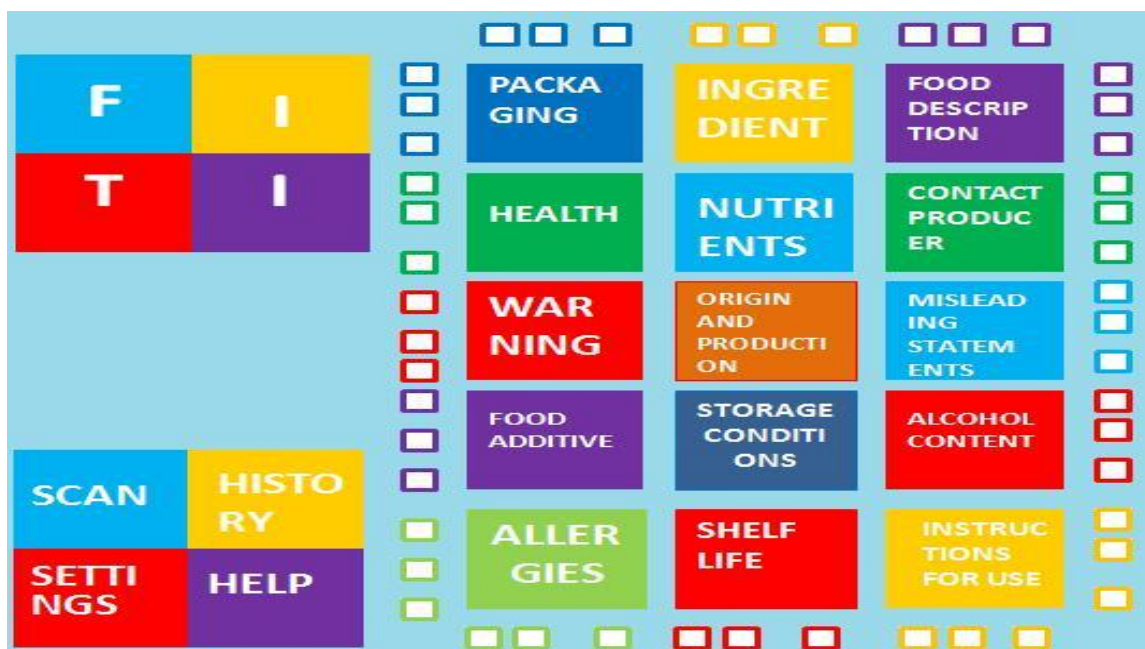 F
I
T
I
SCAN
HISTO
RY
SETTI
NGS
HELP
PACKA
GING
INGRE
DIENT
FOOD
DESCRIP
TION
HEALTH
NUTRI
ENTS
CONTACT
PRODUC
ER
WAR
NING
ORIGIN
AND
PRODUCTI
ON
MISLEAD
ING
STATEM
ENTS
FOOD
ADDITIVE
STORAGE
CONDITI
ONS
ALCOHOL
CONTENT
ALLER
GIES
SHELF
LIFE
INSTRUC
TIONS
FOR USE